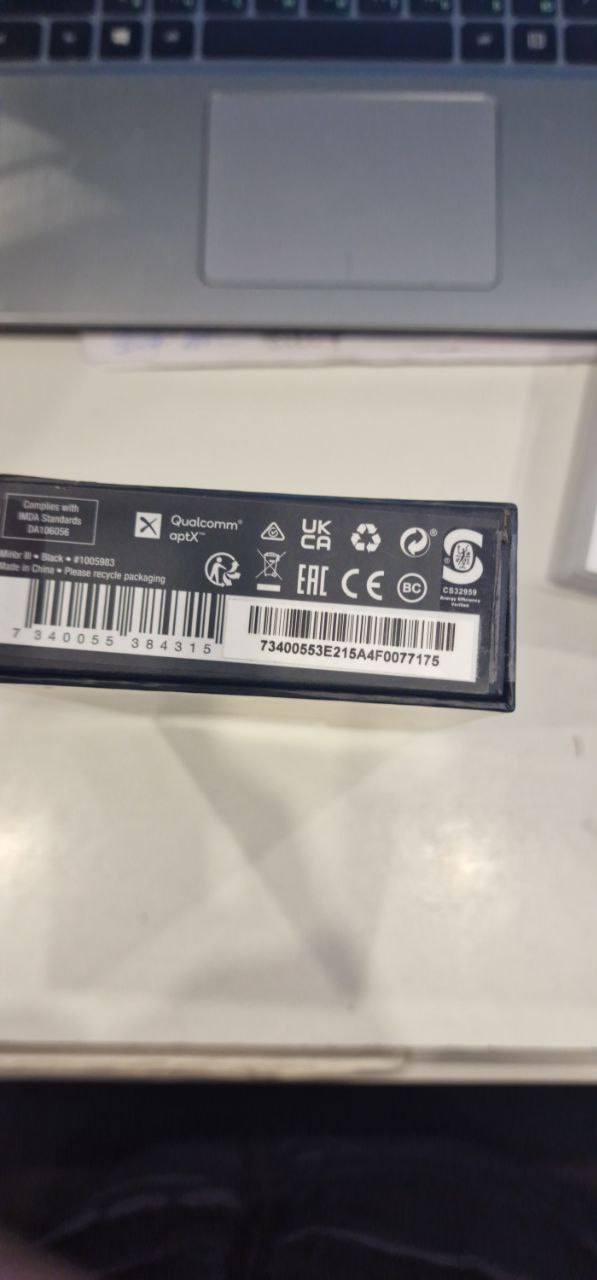 Complies with
IMDA Standards
DA106056
Qualcomm®
aptX™
UK
CA
®
Mirror III • Black • #1005983
Made in China • Please recycle packaging
EAC
CE
BC
®
CS32959
Energy Efficiency
Verified
7 340055 384315
73400553E215A4F0077175